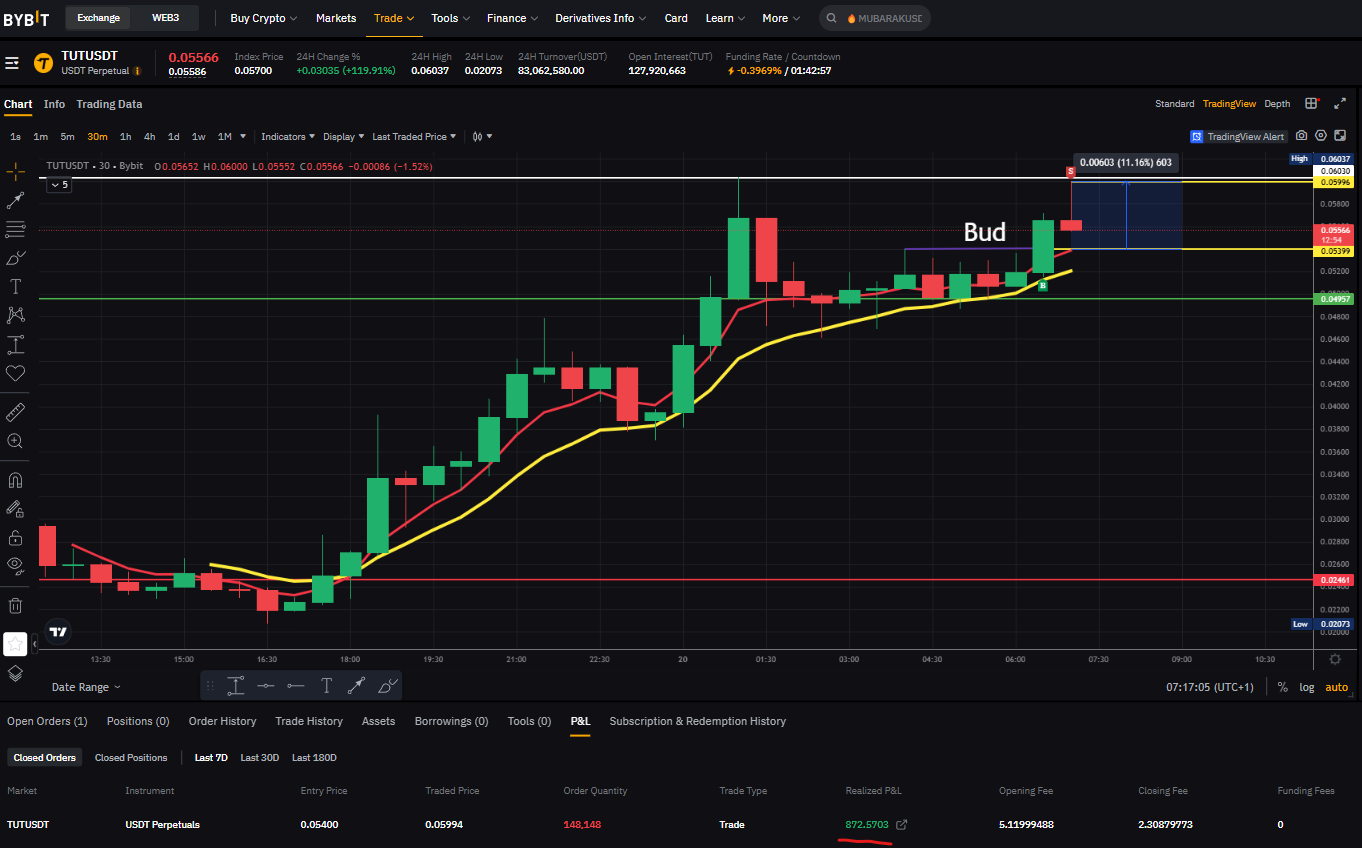 BYBIT Exchange WEB3 Buy Crypto Markets Trade Tools Finance Derivatives Info Card Learn More MUBARAKUSD
TUTUSDT
USDT Perpetual
0.05566
0.05586
Index Price
0.05700
24H Change %
+0.03035 (+119.91%)
24H High
0.06037
24H Low
0.02073
24H Turnover(USDT)
83,062,580.00
Open Interest(TUT)
127,920,663
Funding Rate / Countdown
-0.3969% / 01:42:57
Chart Info Trading Data
Standard TradingView Depth
1s 1m 5m 30m 1h 4h 1d 1w 1M Indicators Display Last Traded Price
TradingView Alert
TUTUSDT • 30 • Bybit O0.05652 H0.06000 L0.05552 C0.05566 −0.00086 (−1.52%)
5
0.00603 (11.16%) 603
S
High 0.06037
0.06030
0.05996
0.05800
Bud
0.05566
12:54
0.05399
0.05200
B
0.04957
0.04800
0.04600
0.04400
0.04200
0.04000
0.03800
0.03600
0.03400
0.03200
0.03000
0.02800
0.02600
0.02461
0.02400
0.02200
Low 0.02073
0.02000
13:30 15:00 16:30 18:00 19:30 21:00 22:30 20 01:30 03:00 04:30 06:00 07:30 09:00 10:30
Date Range
07:17:05 (UTC+1) % log auto
Open Orders (1) Positions (0) Order History Trade History Assets Borrowings (0) Tools (0) P&L Subscription & Redemption History
Closed Orders Closed Positions Last 7D Last 30D Last 180D
Market Instrument Entry Price Traded Price Order Quantity Trade Type Realized P&L Opening Fee Closing Fee Funding Fees
TUTUSDT USDT Perpetuals 0.05400 0.05994 148,148 Trade 872.5703 5.11999488 2.30879773 0